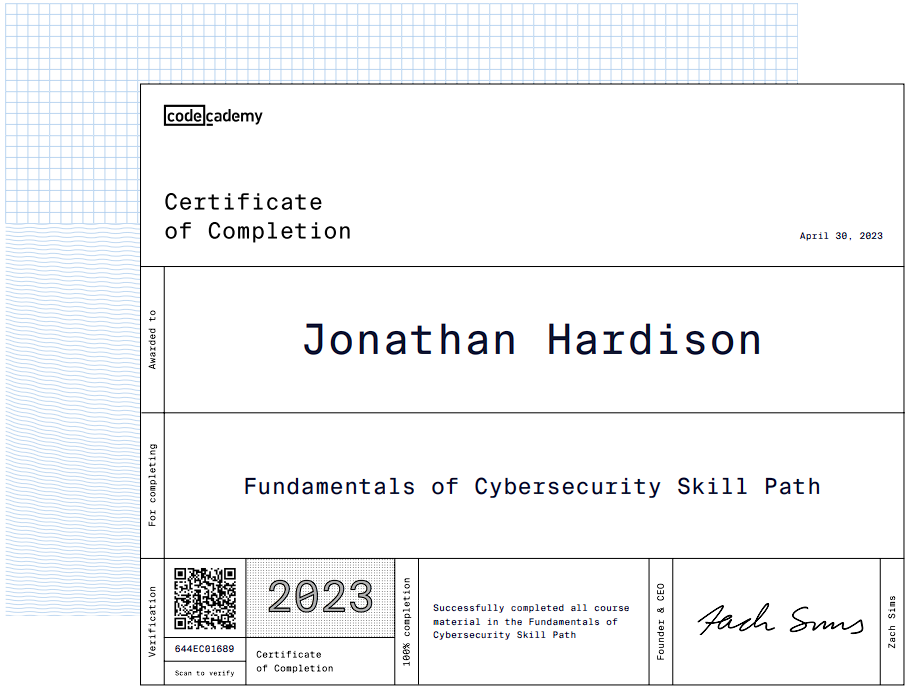 codecademy
Certificate
of Completion
April 30, 2023
Awarded to
Jonathan Hardison
For completing
Fundamentals of Cybersecurity Skill Path
Verification
644EC01689
Scan to verify
2023
Certificate
of Completion
100% completion
Successfully completed all course
material in the Fundamentals of
Cybersecurity Skill Path
Founder & CEO
Zach Sims
Zach Sims